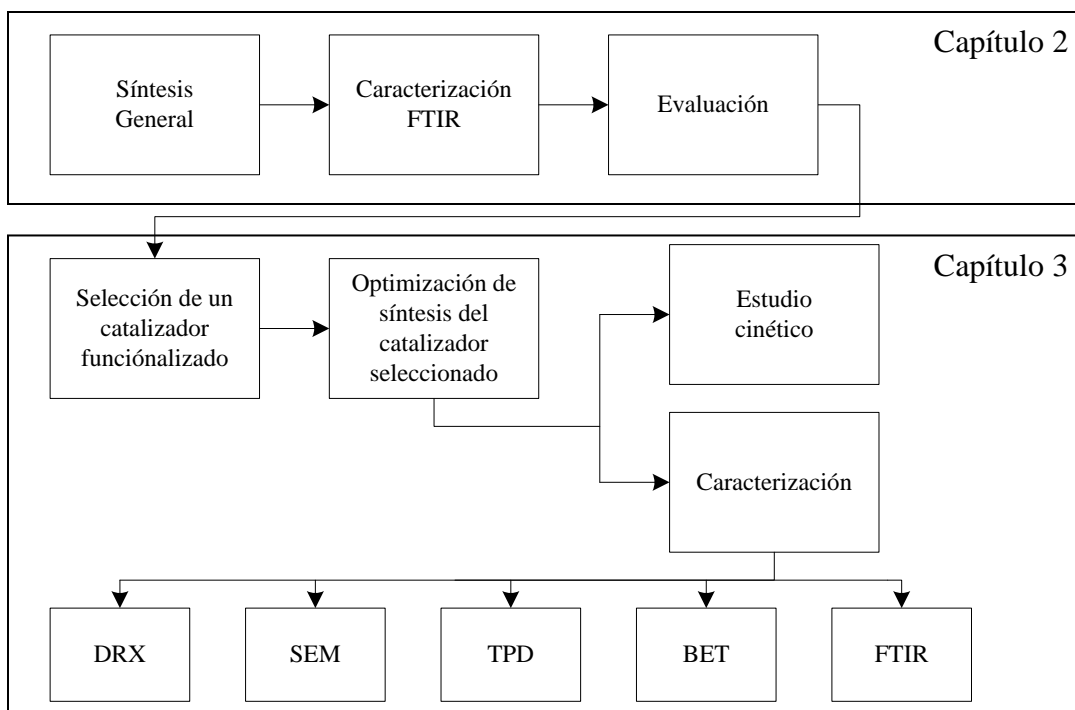 Capítulo 2
Síntesis
General
Caracterización
FTIR
Evaluación
Capítulo 3
Selección de un
catalizador
funciónalizado
Optimización de
síntesis del
catalizador
seleccionado
Estudio
cinético
Caracterización
DRX
SEM
TPD
BET
FTIR